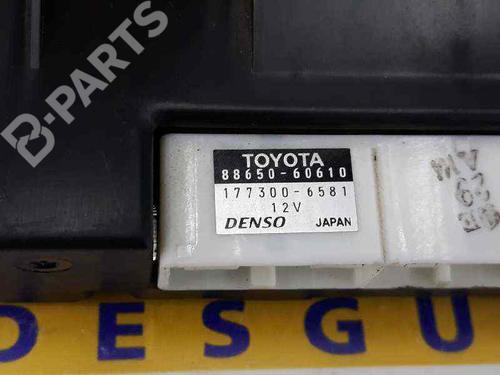 B-PARTS
TOYOTA
88650-60610
177300-6581
12V
DENSO JAPAN
DESGU